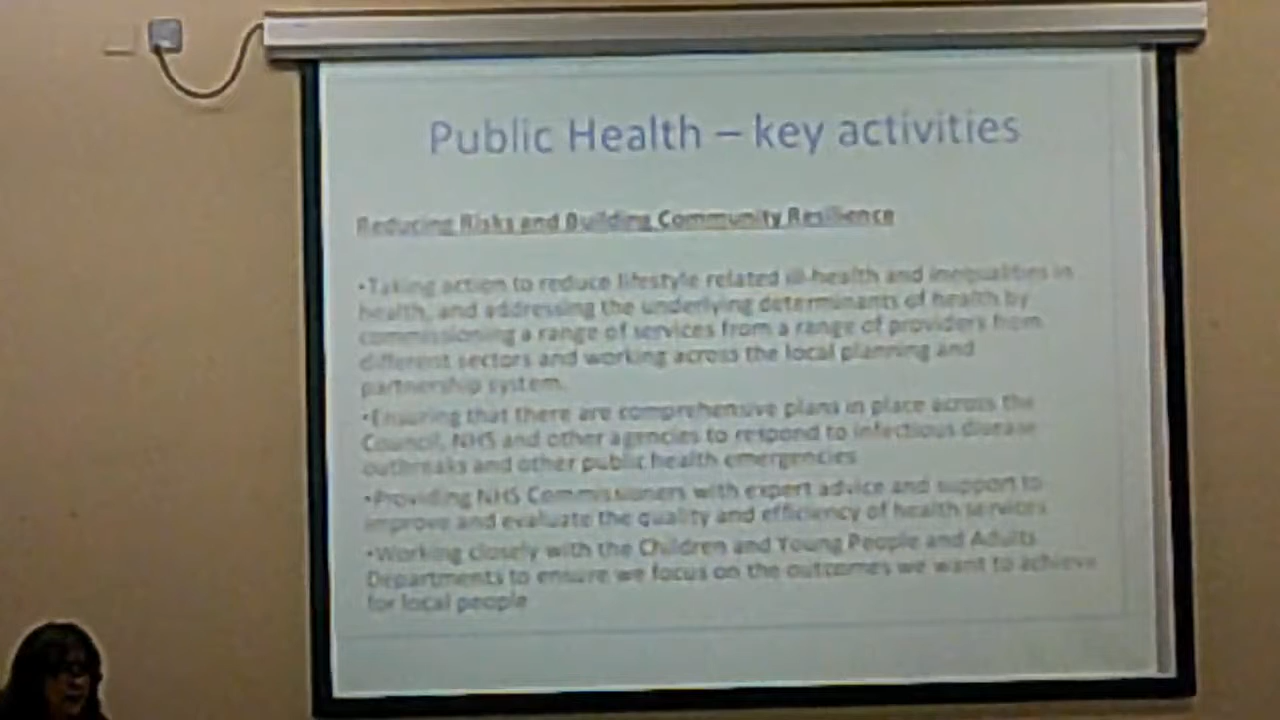 Public Health – key activities
Reducing Risks and Building Community Resilience
•Taking action to reduce lifestyle related ill-health and inequalities in
health, and addressing the underlying determinants of health by
commissioning a range of services from a range of providers from
different sectors and working across the local planning and
partnership system.
•Ensuring that there are comprehensive plans in place across the
Council, NHS and other agencies to respond to infectious disease
outbreaks and other public health emergencies
•Providing NHS Commissioners with expert advice and support to
improve and evaluate the quality and efficiency of health services
•Working closely with the Children and Young People and Adults
Departments to ensure we focus on the outcomes we want to achieve
for local people